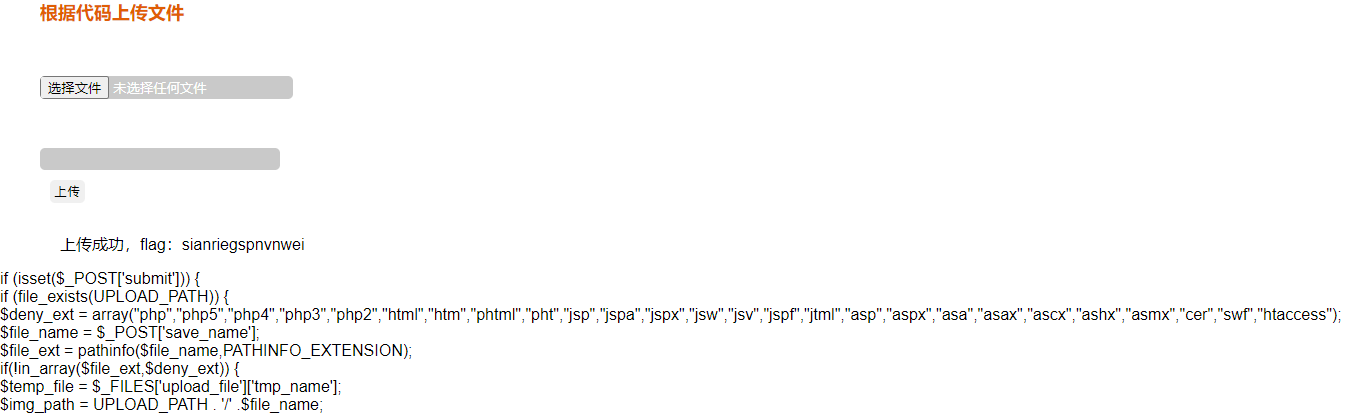 根据代码上传文件
选择文件 未选择任何文件
上传
上传成功，flag：sianriegspnvnwei
if (isset($_POST['submit'])) {
if (file_exists(UPLOAD_PATH)) {
$deny_ext = array("php","php5","php4","php3","php2","html","htm","phtml","pht","jsp","jspa","jspx","jsw","jsv","jspf","jtml","asp","aspx","asa","asax","ascx","ashx","asmx","cer","swf","htaccess");
$file_name = $_POST['save_name'];
$file_ext = pathinfo($file_name,PATHINFO_EXTENSION);
if(!in_array($file_ext,$deny_ext)) {
$temp_file = $_FILES['upload_file']['tmp_name'];
$img_path = UPLOAD_PATH . '/' .$file_name;